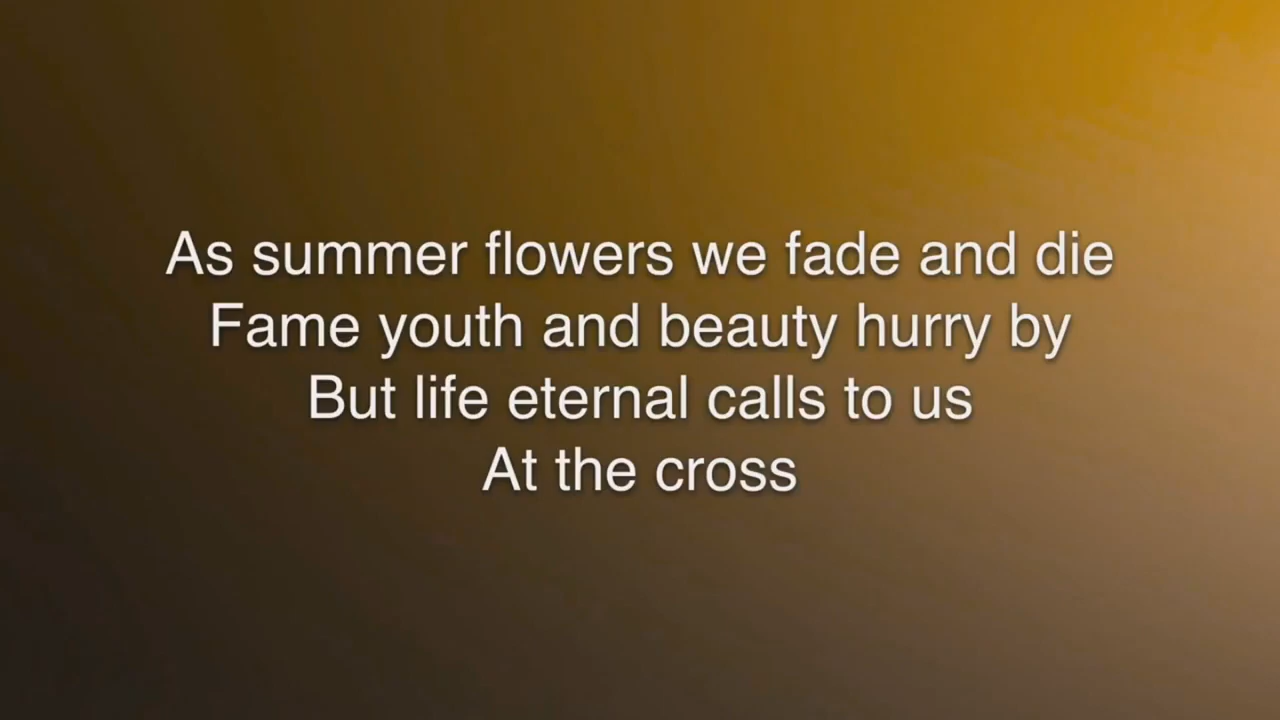 As summer flowers we fade and die
Fame youth and beauty hurry by
But life eternal calls to us
At the cross